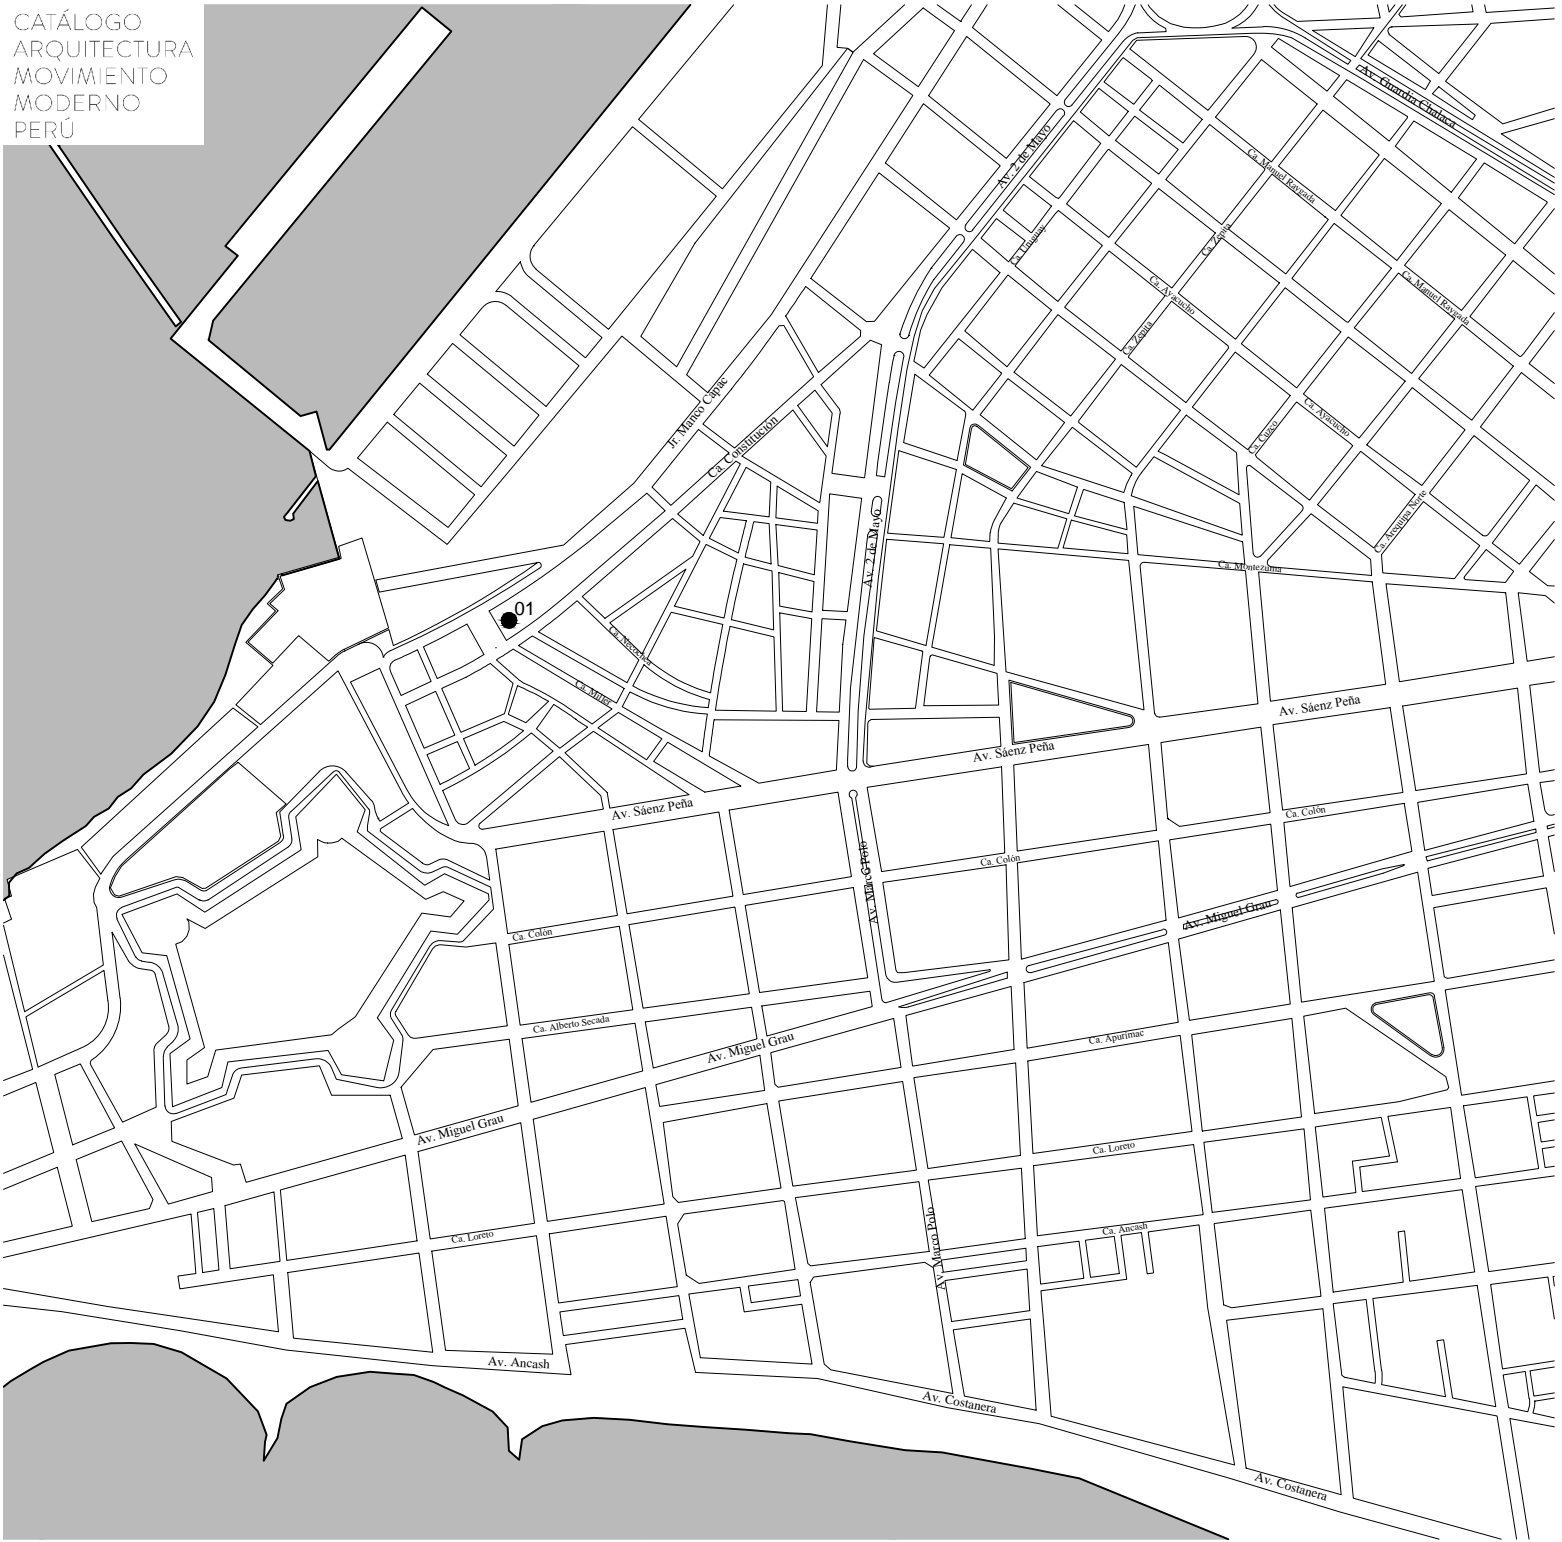 CATÁLOGO
ARQUITECTURA
MOVIMIENTO
MODERNO
PERÚ
Av. Guardia Chalaca
Av. 2 de Mayo
Ca. Manuel Raygada
Ca. Uruguay
Ca. Zepita
Ca. Ayacucho
Ca. Manuel Raygada
Ca. Zepita
Jr. Manco Capac
Ca. Constitución
Ca. Cuzco
Ca. Ayacucho
Ca. Arequipa Norte
Av. 2 de Mayo
Ca. Montezuma
01
Ca. Necochea
Ca. Miller
Av. Sáenz Peña
Av. Sáenz Peña
Av. Sáenz Peña
Ca. Colón
Ca. Colón
Av. Marco Polo
Av. Miguel Grau
Ca. Colón
Ca. Alberto Secada
Av. Miguel Grau
Ca. Apurimac
Av. Miguel Grau
Ca. Loreto
Ca. Loreto
Ca. Ancash
Av. Marco Polo
Av. Ancash
Av. Costanera
Av. Costanera